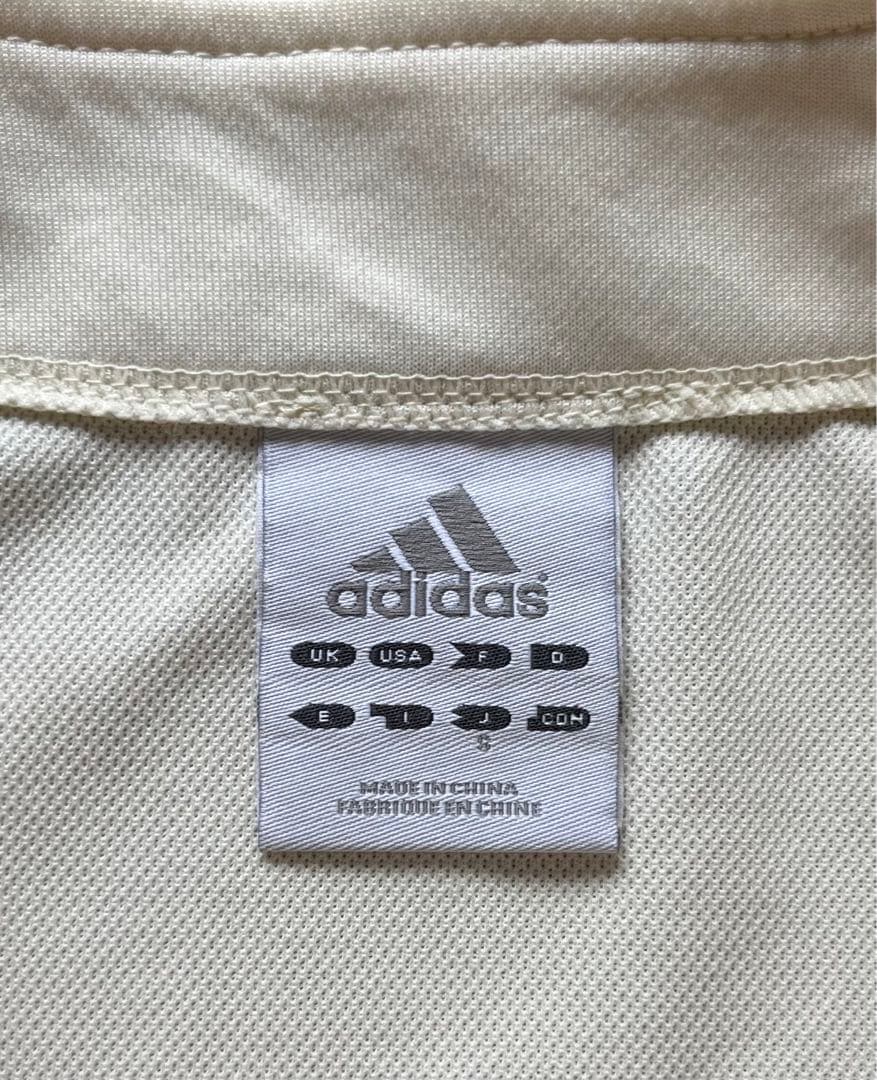 adidas®
UK USA F D
E I J .COM
S
MADE IN CHINA
FABRIQUE EN CHINE